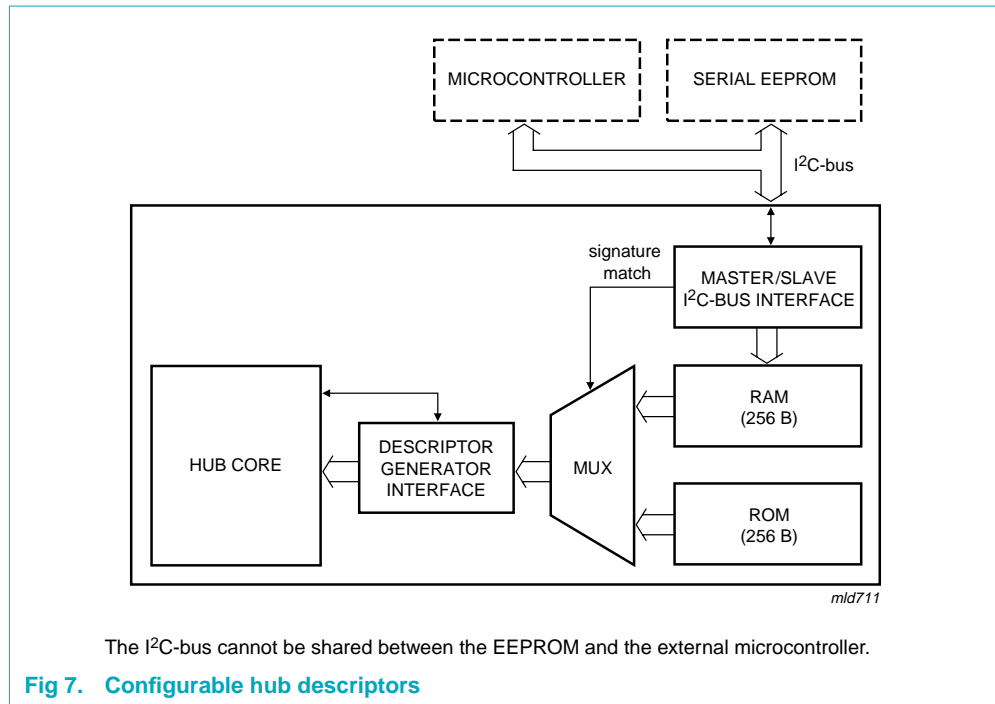 MICROCONTROLLER
SERIAL EEPROM
I2C-bus
signature
match
MASTER/SLAVE
I2C-BUS INTERFACE
RAM
(256 B)
HUB CORE
DESCRIPTOR
GENERATOR
INTERFACE
MUX
ROM
(256 B)
mld711
The I2C-bus cannot be shared between the EEPROM and the external microcontroller.
Fig 7. Configurable hub descriptors